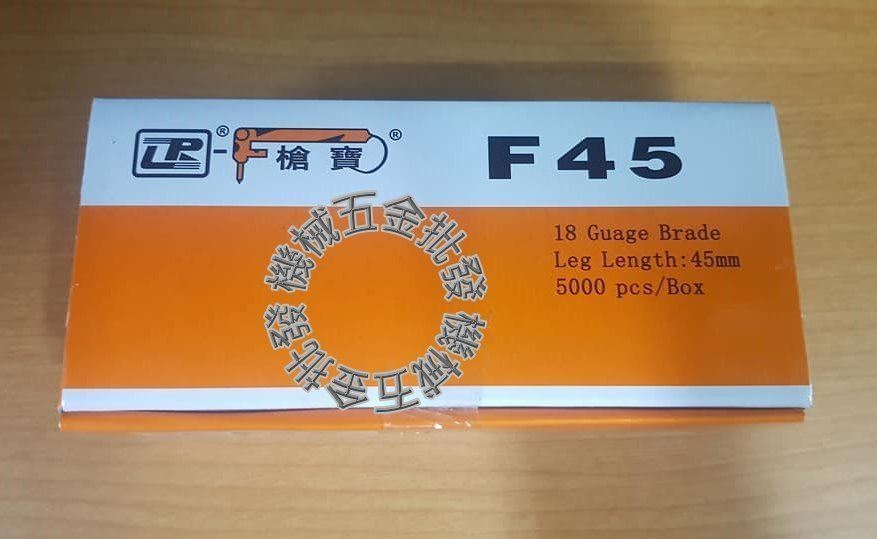 LP®-槍寶® F45
18 Guage Brade
Leg Length:45mm
5000 pcs/Box
機械五金批發 機械五金批發